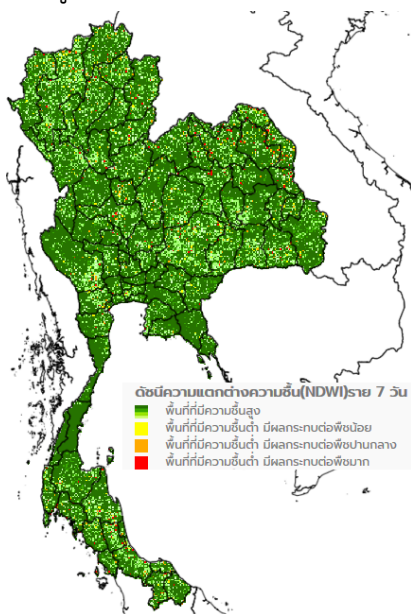 ดัชนีความแตกต่างความชื้น(NDWI)ราย 7 วัน
พื้นที่ที่มีความชื้นสูง
พื้นที่ที่มีความชื้นต่ำ มีผลกระทบต่อพืชน้อย
พื้นที่ที่มีความชื้นต่ำ มีผลกระทบต่อพืชปานกลาง
พื้นที่ที่มีความชื้นต่ำ มีผลกระทบต่อพืชมาก